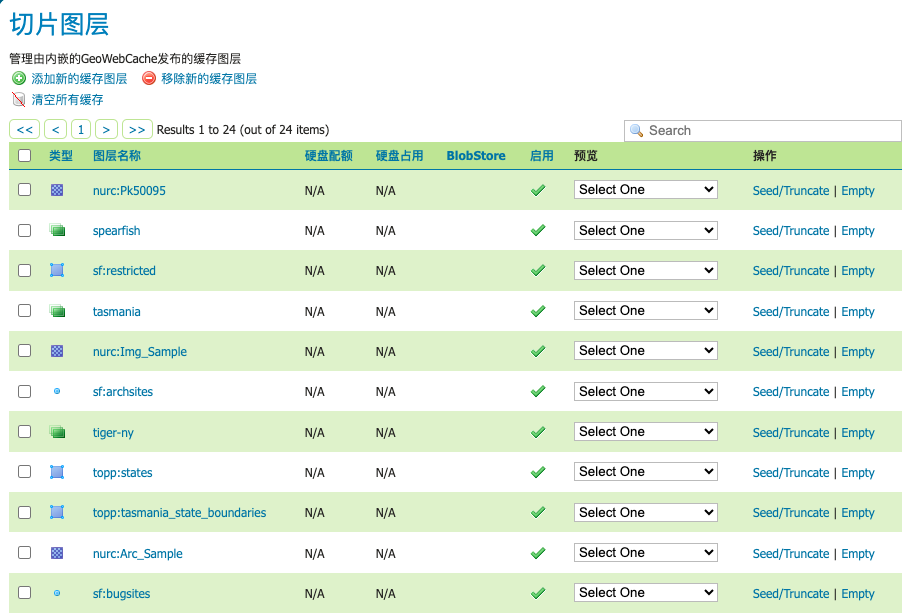 切片图层
管理由内嵌的GeoWebCache发布的缓存图层
添加新的缓存图层 移除新的缓存图层
清空所有缓存
<< < 1 > >> Results 1 to 24 (out of 24 items) Search
类型 图层名称 硬盘配额 硬盘占用 BlobStore 启用 预览 操作
nurc:Pk50095 N/A N/A Select One Seed/Truncate | Empty
spearfish N/A N/A Select One Seed/Truncate | Empty
sf:restricted N/A N/A Select One Seed/Truncate | Empty
tasmania N/A N/A Select One Seed/Truncate | Empty
nurc:Img_Sample N/A N/A Select One Seed/Truncate | Empty
sf:archsites N/A N/A Select One Seed/Truncate | Empty
tiger-ny N/A N/A Select One Seed/Truncate | Empty
topp:states N/A N/A Select One Seed/Truncate | Empty
topp:tasmania_state_boundaries N/A N/A Select One Seed/Truncate | Empty
nurc:Arc_Sample N/A N/A Select One Seed/Truncate | Empty
sf:bugsites N/A N/A Select One Seed/Truncate | Empty